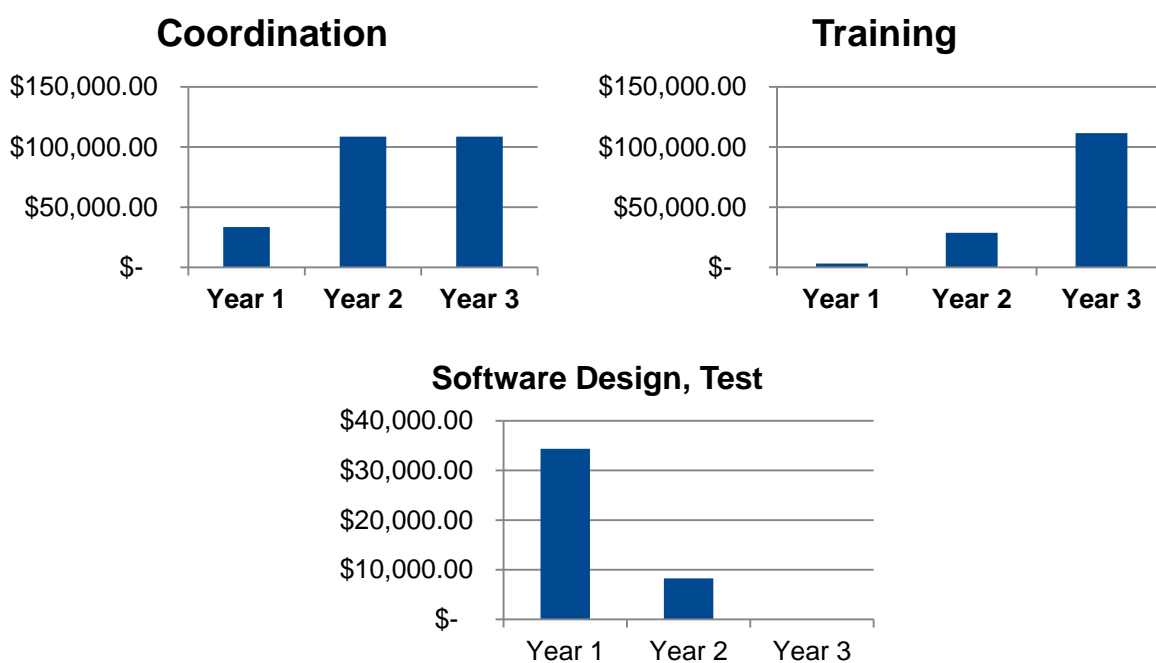 Coordination
$150,000.00
$100,000.00
$50,000.00
$-
Year 1 Year 2 Year 3
Training
$150,000.00
$100,000.00
$50,000.00
$-
Year 1 Year 2 Year 3
Software Design, Test
$40,000.00
$30,000.00
$20,000.00
$10,000.00
$-
Year 1 Year 2 Year 3